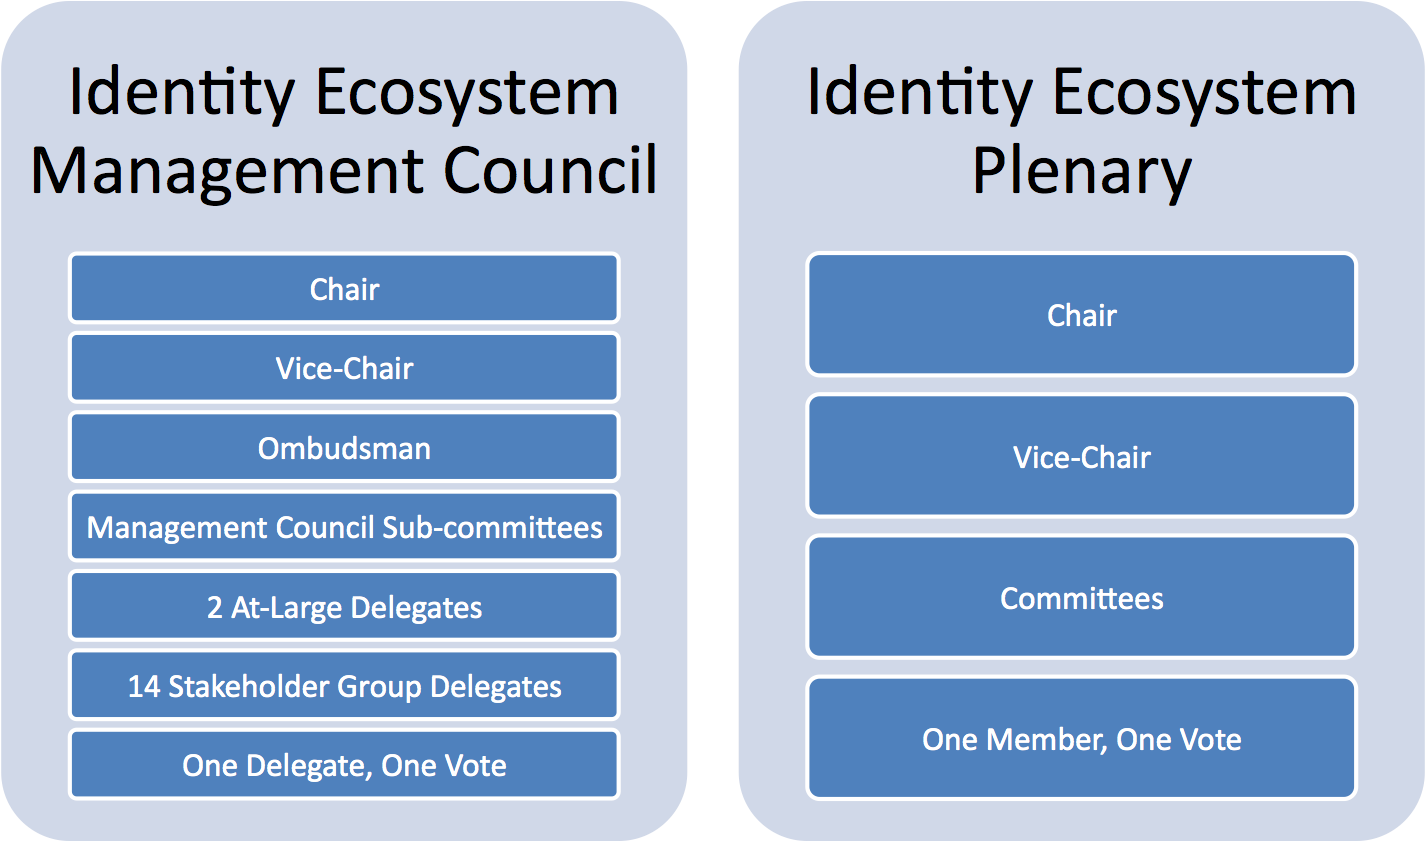 Identity Ecosystem
Management Council
Chair
Vice-Chair
Ombudsman
Management Council Sub-committees
2 At-Large Delegates
14 Stakeholder Group Delegates
One Delegate, One Vote
Identity Ecosystem
Plenary
Chair
Vice-Chair
Committees
One Member, One Vote